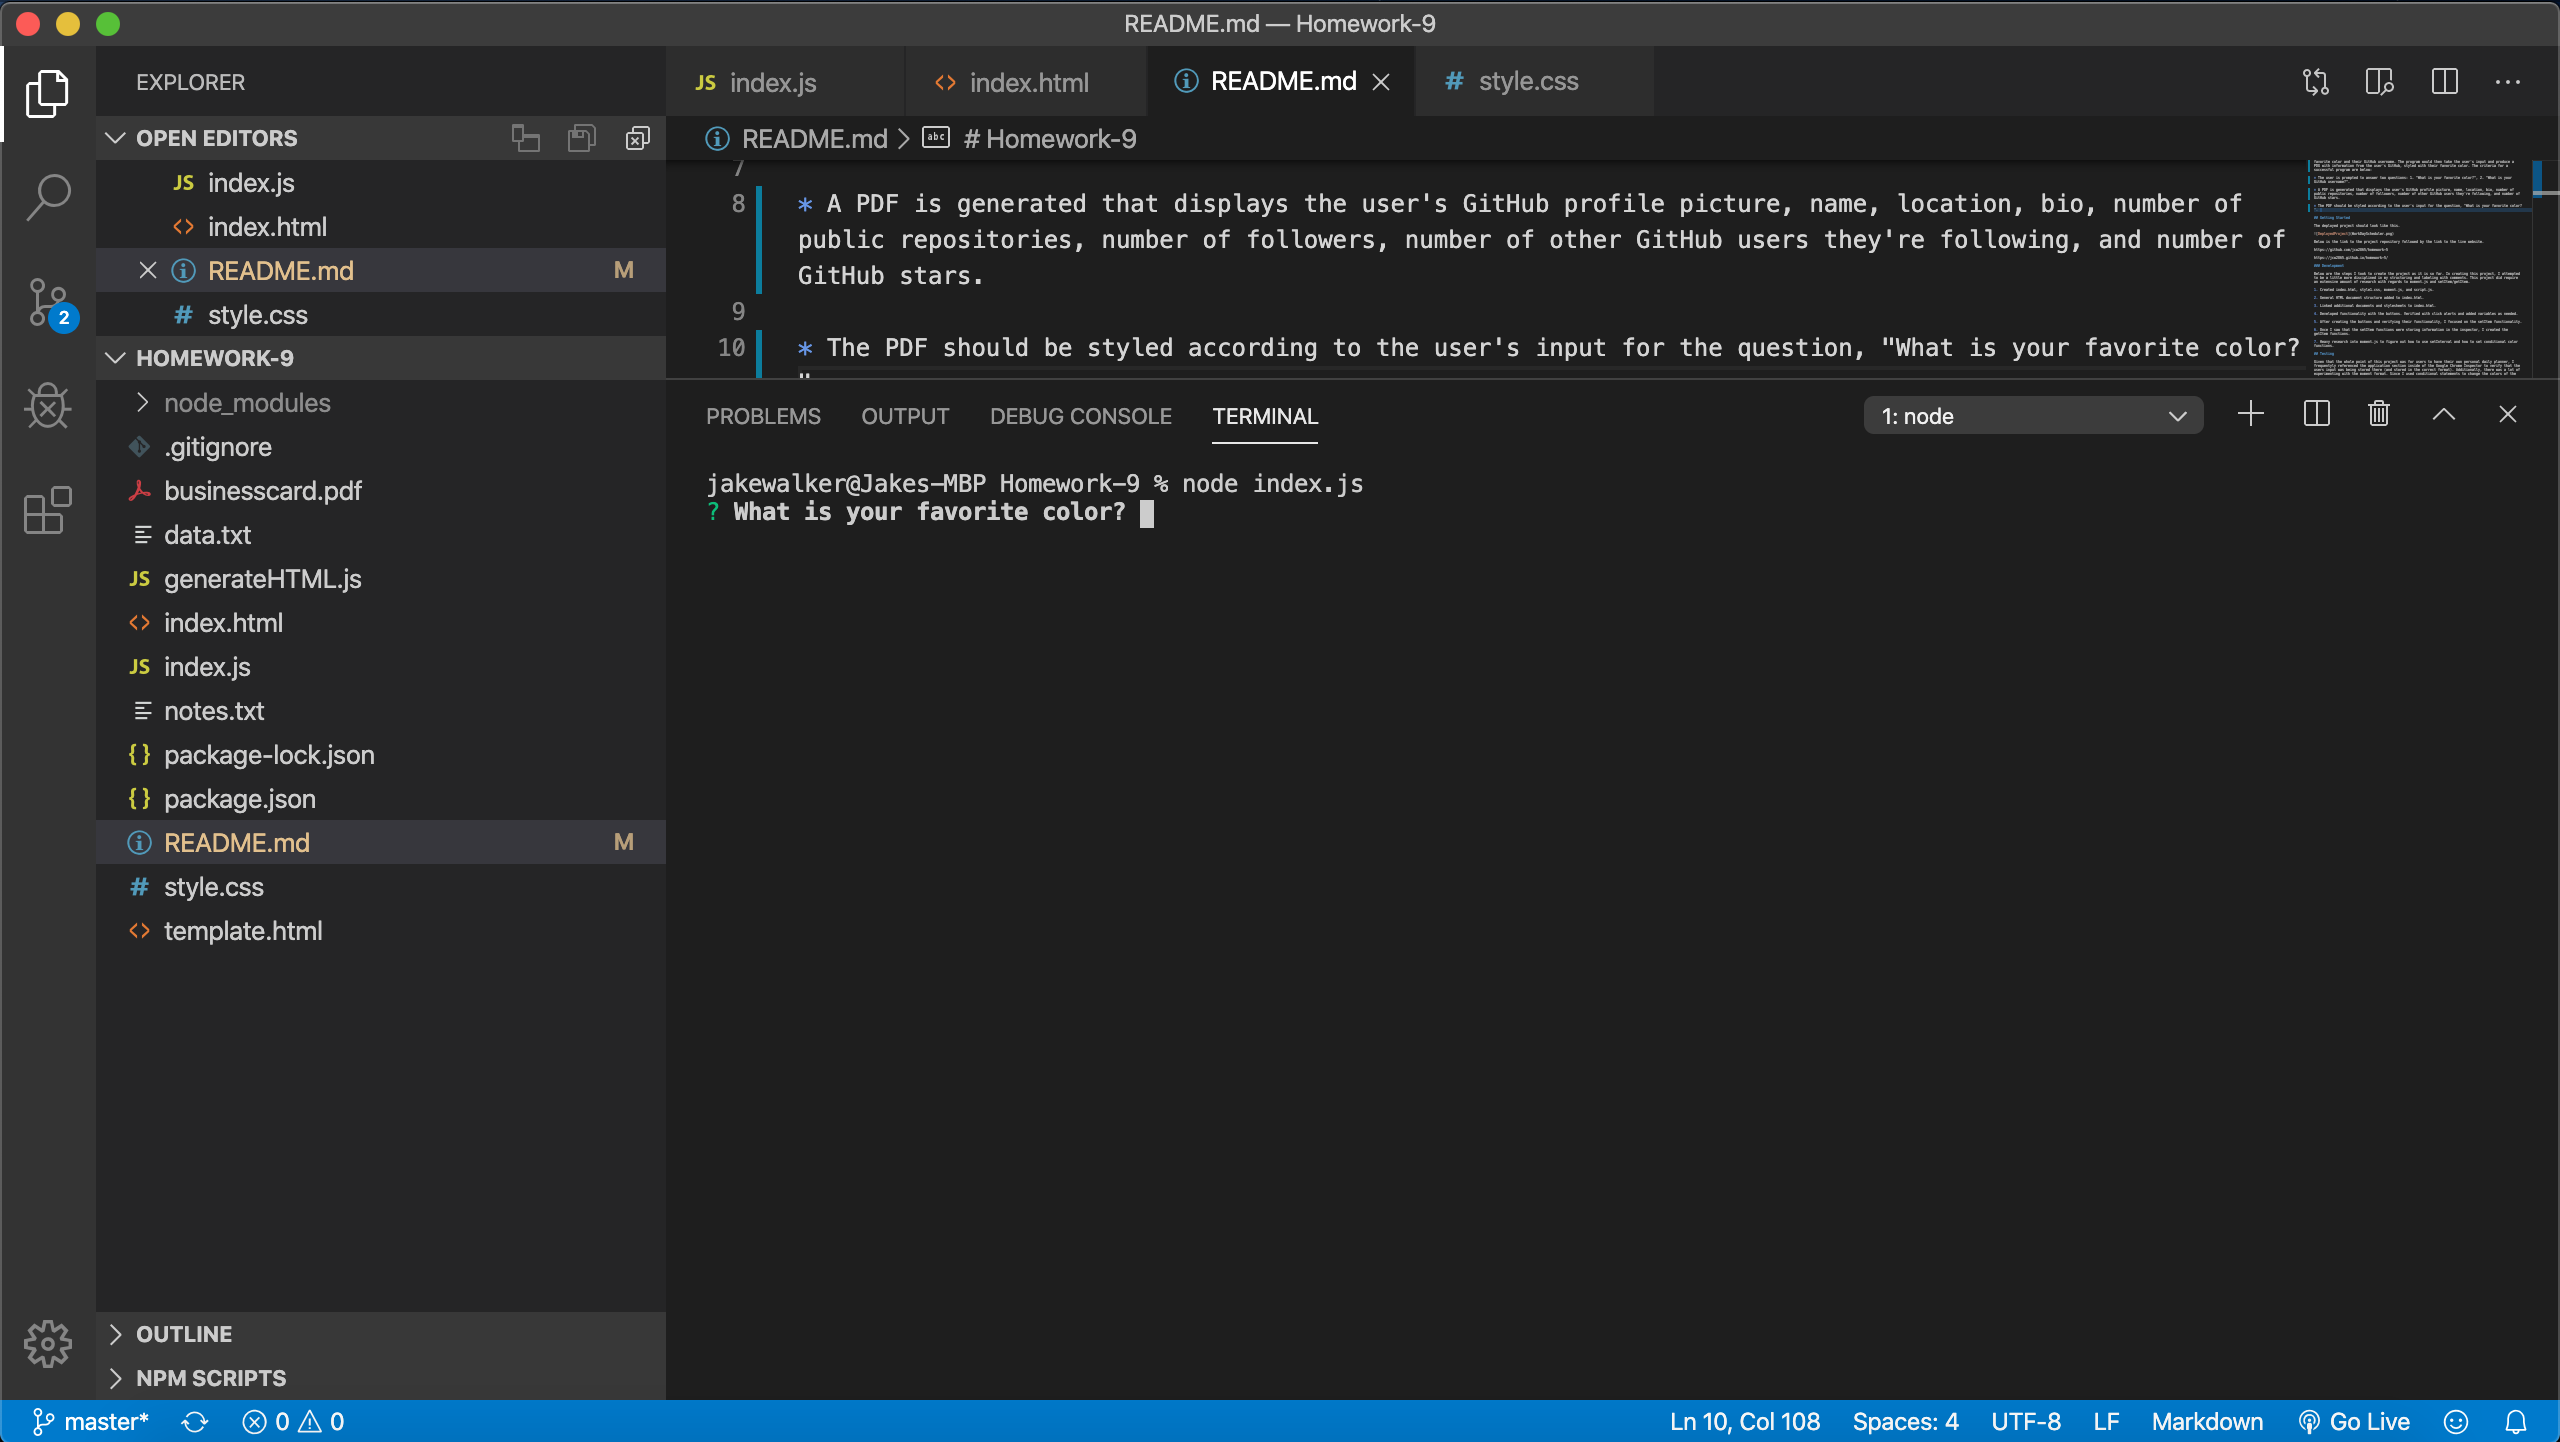 README.md — Homework-9
EXPLORER
OPEN EDITORS
JS index.js
<> index.html
README.md M
# style.css
HOMEWORK-9
node_modules
.gitignore
businesscard.pdf
data.txt
JS generateHTML.js
<> index.html
JS index.js
notes.txt
{} package-lock.json
{} package.json
README.md M
# style.css
<> template.html
OUTLINE
NPM SCRIPTS
2
JS index.js <> index.html README.md # style.css
README.md > abc # Homework-9
7
8 * A PDF is generated that displays the user's GitHub profile picture, name, location, bio, number of
public repositories, number of followers, number of other GitHub users they're following, and number of
GitHub stars.
9
10 * The PDF should be styled according to the user's input for the question, "What is your favorite color?
"
PROBLEMS OUTPUT DEBUG CONSOLE TERMINAL 1: node
jakewalker@Jakes-MBP Homework-9 % node index.js
? What is your favorite color?
master* 0 0 Ln 10, Col 108 Spaces: 4 UTF-8 LF Markdown Go Live